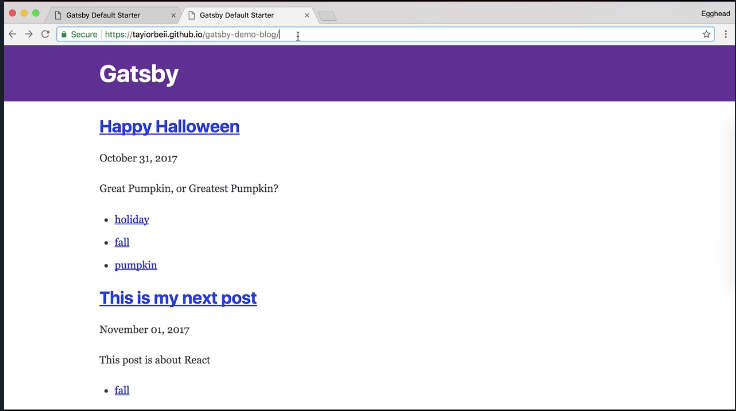 Gatsby Default Starter
Gatsby Default Starter
Egghead
Secure https://tayiorbeii.github.io/gatsby-demo-blog/
Gatsby
Happy Halloween
October 31, 2017
Great Pumpkin, or Greatest Pumpkin?
holiday
fall
pumpkin
This is my next post
November 01, 2017
This post is about React
fall